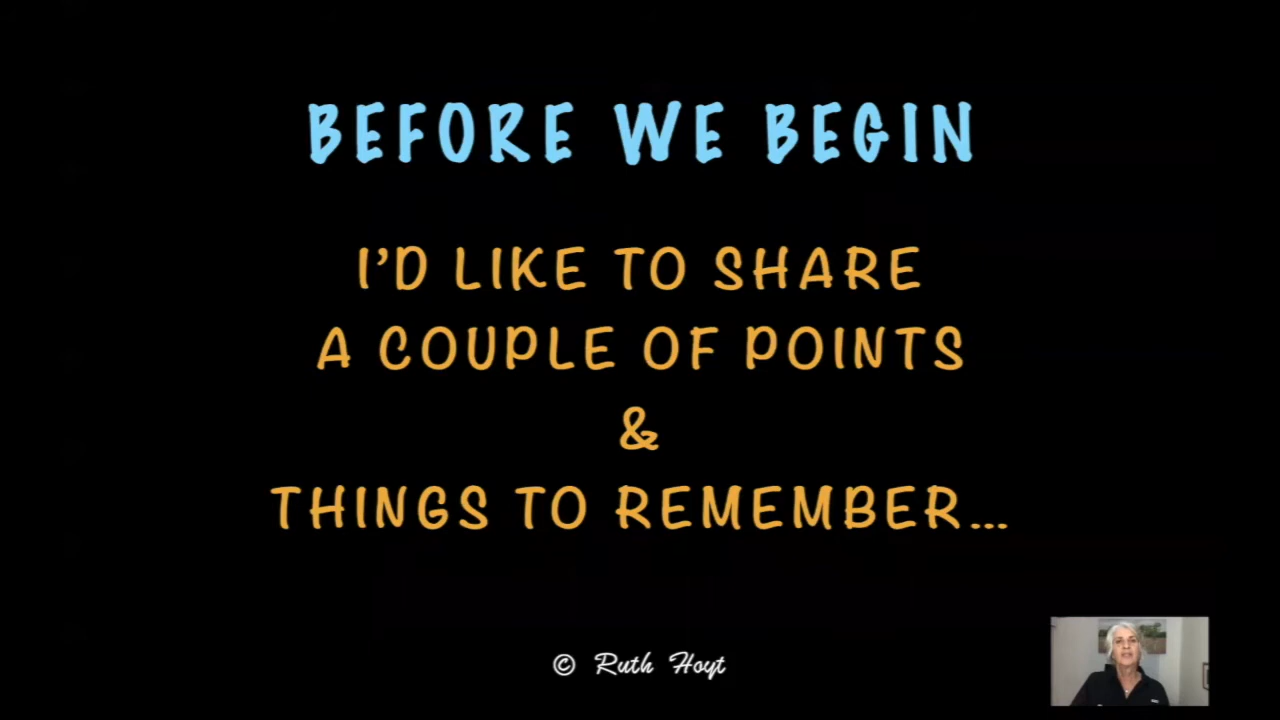 BEFORE WE BEGIN
I'D LIKE TO SHARE
A COUPLE OF POINTS
&
THINGS TO REMEMBER...
© Ruth Hoyt